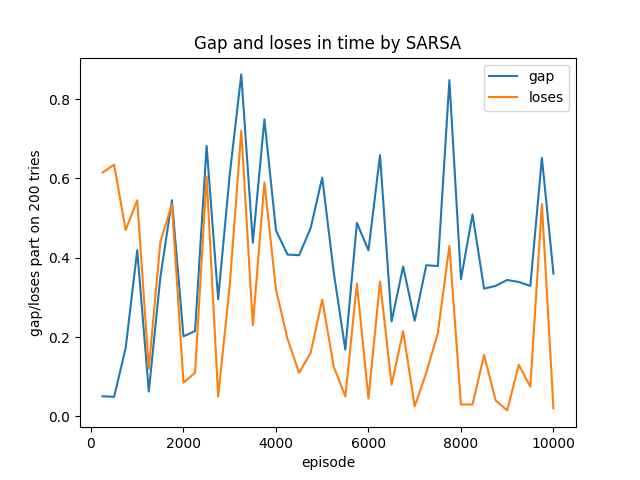 Gap and loses in time by SARSA
gap
loses
gap/loses part on 200 tries
0.8
0.6
0.4
0.2
0.0
0
2000
4000
6000
8000
10000
episode